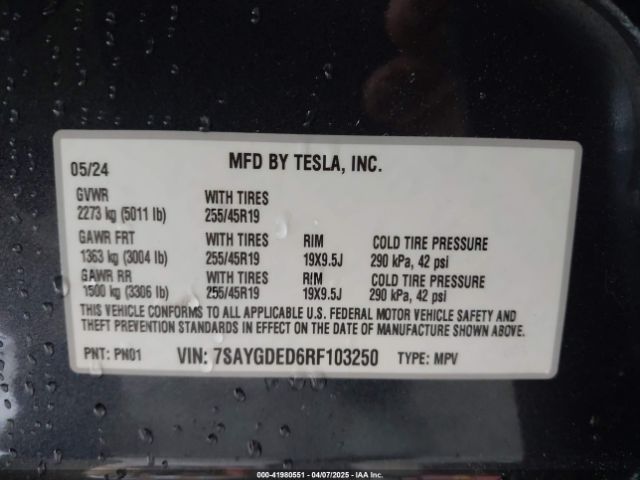 05/24 MFD BY TESLA, INC.
GVWR WITH TIRES
2273 kg (5011 lb) 255/45R19
GAWR FRT WITH TIRES RIM COLD TIRE PRESSURE
1363 kg (3004 lb) 255/45R19 19X9.5J 290 kPa, 42 psi
GAWR RR WITH TIRES RIM COLD TIRE PRESSURE
1500 kg (3306 lb) 255/45R19 19X9.5J 290 kPa, 42 psi
THIS VEHICLE CONFORMS TO ALL APPLICABLE U.S. FEDERAL MOTOR VEHICLE SAFETY AND
THEFT PREVENTION STANDARDS IN EFFECT ON THE DATE OF MANUFACTURE SHOWN ABOVE.
PNT: PN01 VIN: 7SAYGDED6RF103250 TYPE: MPV
000-41980551 - 04/07/2025 - IAA Inc.